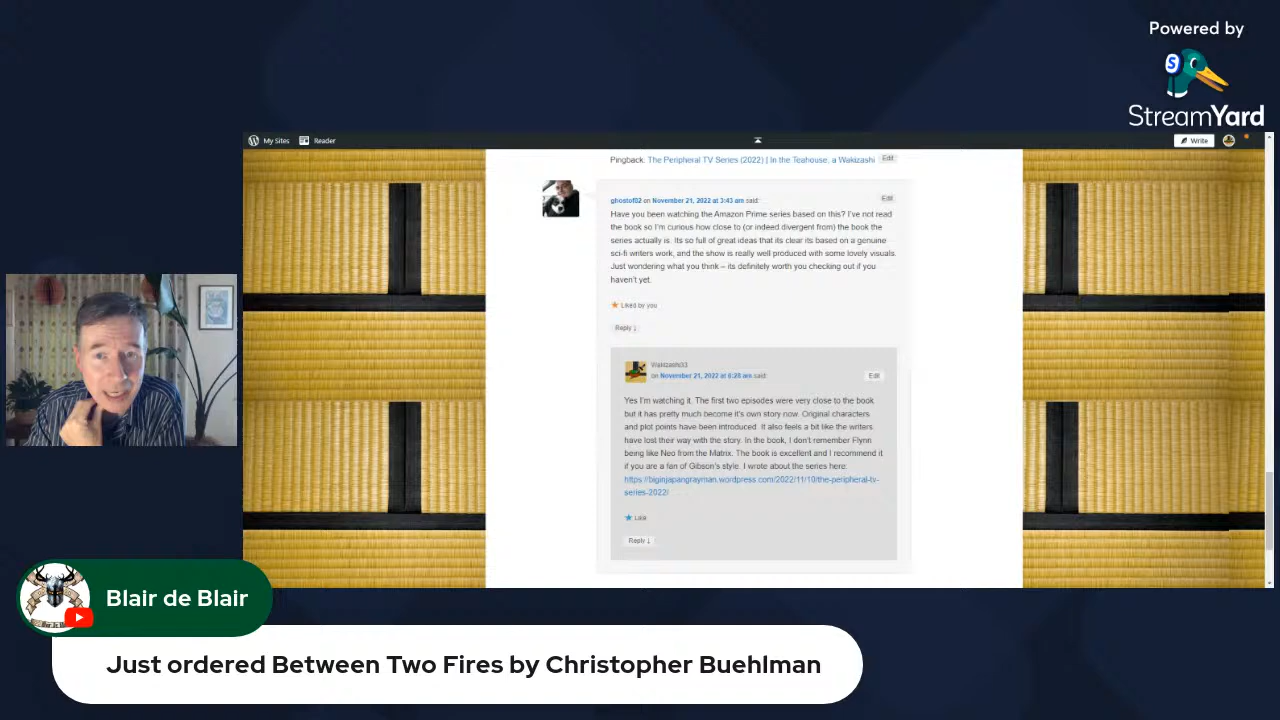 Powered by
S
StreamYard
My Sites
Reader
Write
Pingback: The Peripheral TV Series (2022) | In the Teahouse, a Wakizashi
Edit
ghostof82 on November 21, 2022 at 3:43 am said:
Edit
Have you been watching the Amazon Prime series based on this? I've not read
the book so I'm curious how close to (or indeed divergent from) the book the
series actually is. Its so full of great ideas that its clear its based on a genuine
sci-fi writers work, and the show is really well produced with some lovely visuals.
Just wondering what you think – its definitely worth you checking out if you
haven't yet.
Liked by you
Reply ↓
Wakizashi33
on November 21, 2022 at 6:28 am said:
Edit
Yes I'm watching it. The first two episodes were very close to the book
but it has pretty much become it's own story now. Original characters
and plot points have been introduced. It also feels a bit like the writers
have lost their way with the story. In the book, I don't remember Flynn
being like Neo from the Matrix. The book is excellent and I recommend it
if you are a fan of Gibson's style. I wrote about the series here:
https://biginjapangrayman.wordpress.com/2022/11/10/the-peripheral-tv-
series-2022/
Like
Reply ↓
Blair de Blair
Just ordered Between Two Fires by Christopher Buehlman